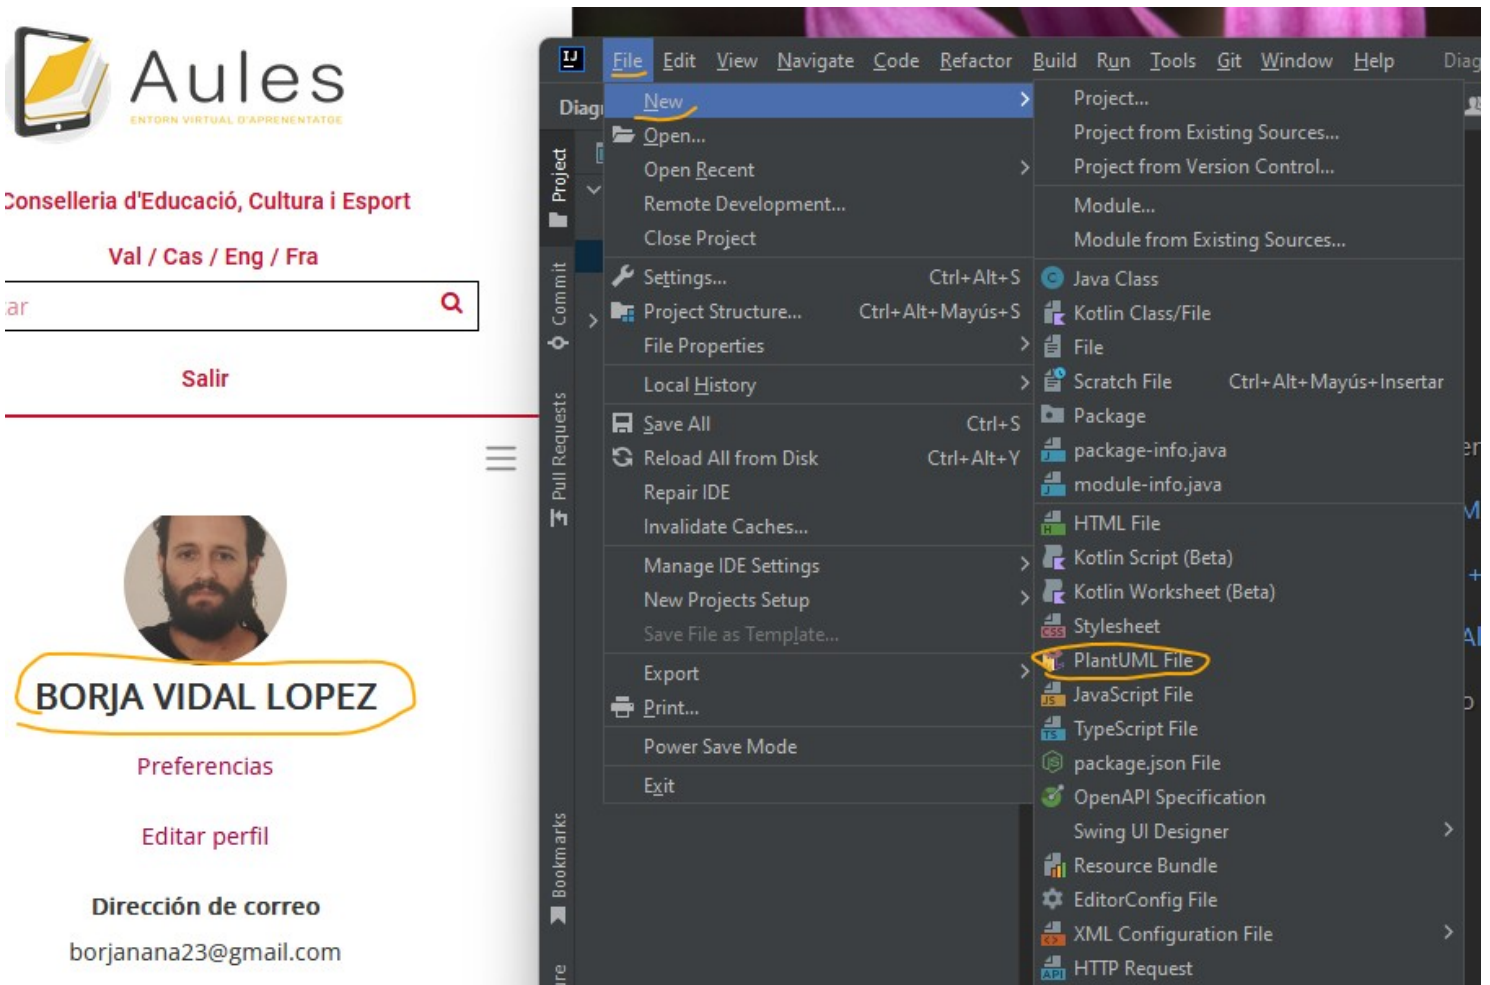 Aules
ENTORN VIRTUAL D'APRENENTATGE
Conselleria d'Educació, Cultura i Esport
Val / Cas / Eng / Fra
Salir
BORJA VIDAL LOPEZ
Preferencias
Editar perfil
Dirección de correo
borjanana23@gmail.com
IJ File Edit View Navigate Code Refactor Build Run Tools Git Window Help
Project
Commit
Pull Requests
Bookmarks
New
Open...
Open Recent
Remote Development...
Close Project
Settings... Ctrl+Alt+S
Project Structure... Ctrl+Alt+Mayús+S
File Properties
Local History
Save All Ctrl+S
Reload All from Disk Ctrl+Alt+Y
Repair IDE
Invalidate Caches...
Manage IDE Settings
New Projects Setup
Save File as Template...
Export
Print...
Power Save Mode
Exit
Project...
Project from Existing Sources...
Project from Version Control...
Module...
Module from Existing Sources...
Java Class
Kotlin Class/File
File
Scratch File Ctrl+Alt+Mayús+Insertar
Package
package-info.java
module-info.java
HTML File
Kotlin Script (Beta)
Kotlin Worksheet (Beta)
Stylesheet
PlantUML File
JavaScript File
TypeScript File
package.json File
OpenAPI Specification
Swing UI Designer
Resource Bundle
EditorConfig File
XML Configuration File
HTTP Request